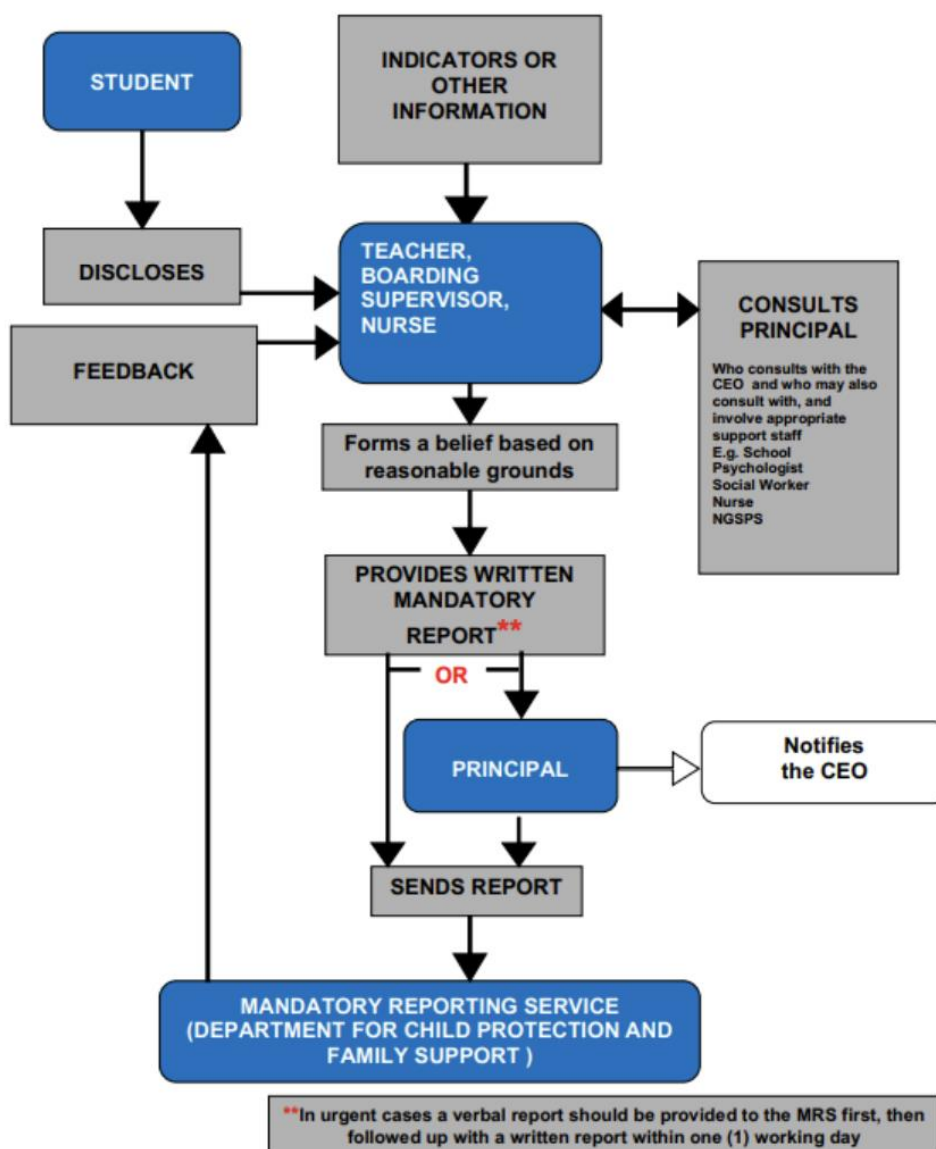 STUDENT
INDICATORS OR
OTHER
INFORMATION
DISCLOSES
TEACHER,
BOARDING
SUPERVISOR,
NURSE
FEEDBACK
CONSULTS
PRINCIPAL
Who consults with the
CEO and who may also
consult with, and
involve appropriate
support staff
E.g. School
Psychologist
Social Worker
Nurse
NGSPS
Forms a belief based on
reasonable grounds
PROVIDES WRITTEN
MANDATORY
REPORT**
OR
PRINCIPAL
Notifies
the CEO
SENDS REPORT
MANDATORY REPORTING SERVICE
(DEPARTMENT FOR CHILD PROTECTION AND
FAMILY SUPPORT )
**In urgent cases a verbal report should be provided to the MRS first, then
followed up with a written report within one (1) working day